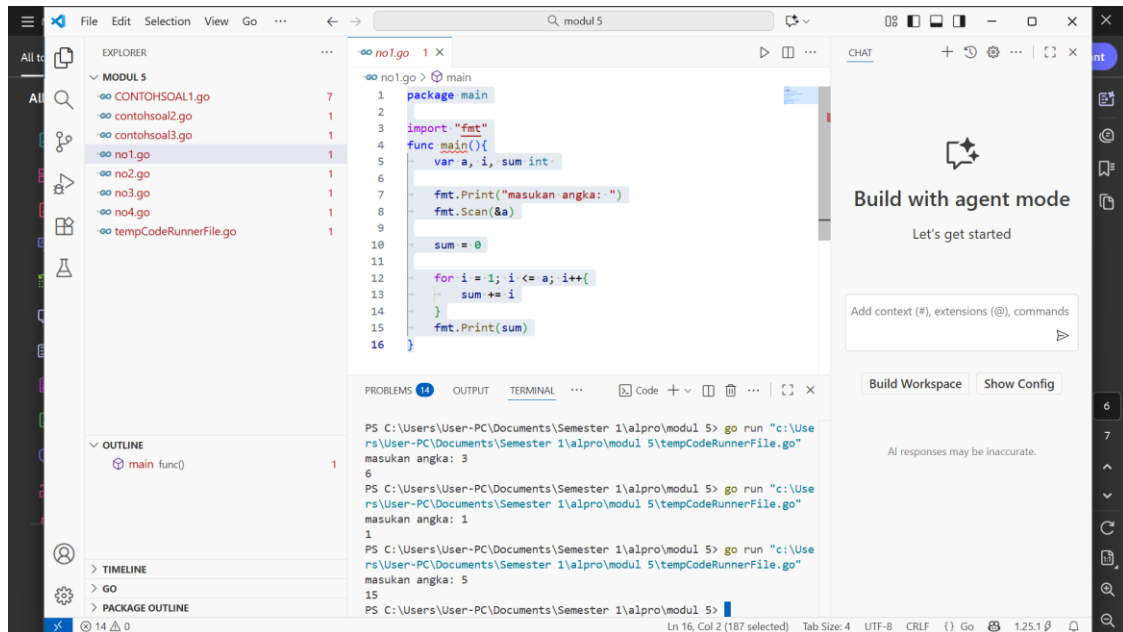 File Edit Selection View Go ··· modul 5
All to
EXPLORER
MODUL 5
CONTOHSOAL1.go 7
contohsoal2.go 1
contohsoal3.go 1
no1.go 1
no2.go 1
no3.go 1
no4.go 1
tempCodeRunnerFile.go 1
OUTLINE
main func() 1
TIMELINE
GO
PACKAGE OUTLINE
no1.go 1
no1.go > main
1 package main
2
3 import "fmt"
4 func main(){
5 var a, i, sum int
6
7 fmt.Print("masukan angka: ")
8 fmt.Scan(&a)
9
10 sum = 0
11
12 for i = 1; i <= a; i++{
13 sum += i
14 }
15 fmt.Print(sum)
16 }
PROBLEMS 14 OUTPUT TERMINAL ··· Code
PS C:\Users\User-PC\Documents\Semester 1\alpro\modul 5> go run "c:\Use
rs\User-PC\Documents\Semester 1\alpro\modul 5\tempCodeRunnerFile.go"
masukan angka: 3
6
PS C:\Users\User-PC\Documents\Semester 1\alpro\modul 5> go run "c:\Use
rs\User-PC\Documents\Semester 1\alpro\modul 5\tempCodeRunnerFile.go"
masukan angka: 1
1
PS C:\Users\User-PC\Documents\Semester 1\alpro\modul 5> go run "c:\Use
rs\User-PC\Documents\Semester 1\alpro\modul 5\tempCodeRunnerFile.go"
masukan angka: 5
15
PS C:\Users\User-PC\Documents\Semester 1\alpro\modul 5>
CHAT
Build with agent mode
Let's get started
Add context (#), extensions (@), commands
Build Workspace Show Config
AI responses may be inaccurate.
6
7
14 0 Ln 16, Col 2 (187 selected) Tab Size: 4 UTF-8 CRLF {} Go 1.25.1